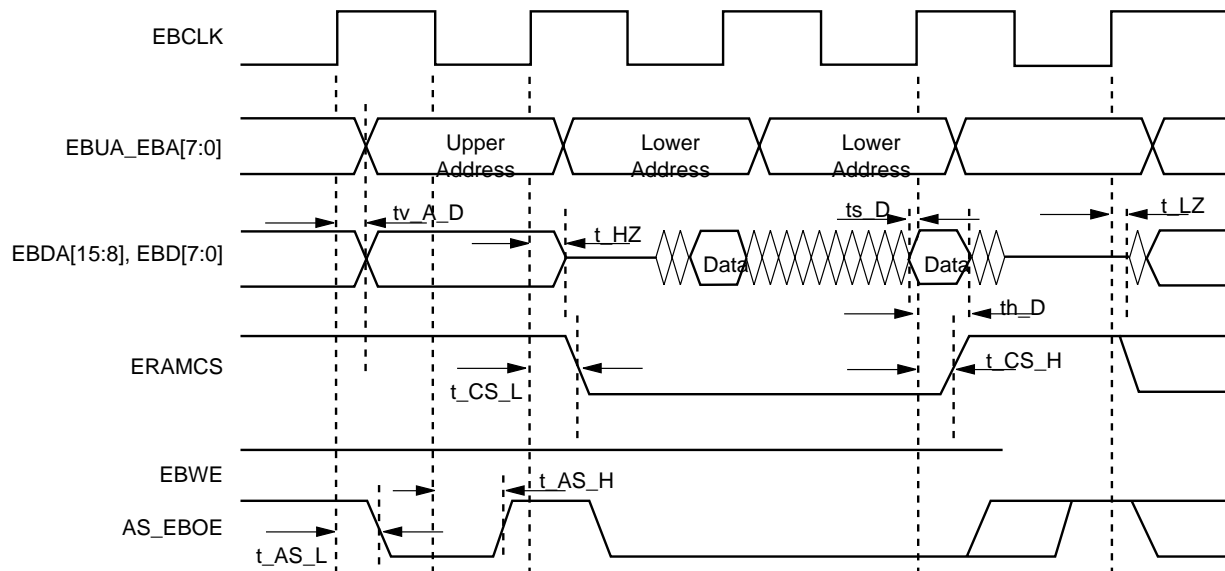 EBCLK
EBUA_EBA[7:0]
Upper
Address
Lower
Address
Lower
Address
tv_A_D
ts_D
t_LZ
t_HZ
EBDA[15:8], EBD[7:0]
Data
Data
th_D
ERAMCS
t_CS_L
t_CS_H
EBWE
t_AS_H
AS_EBOE
t_AS_L